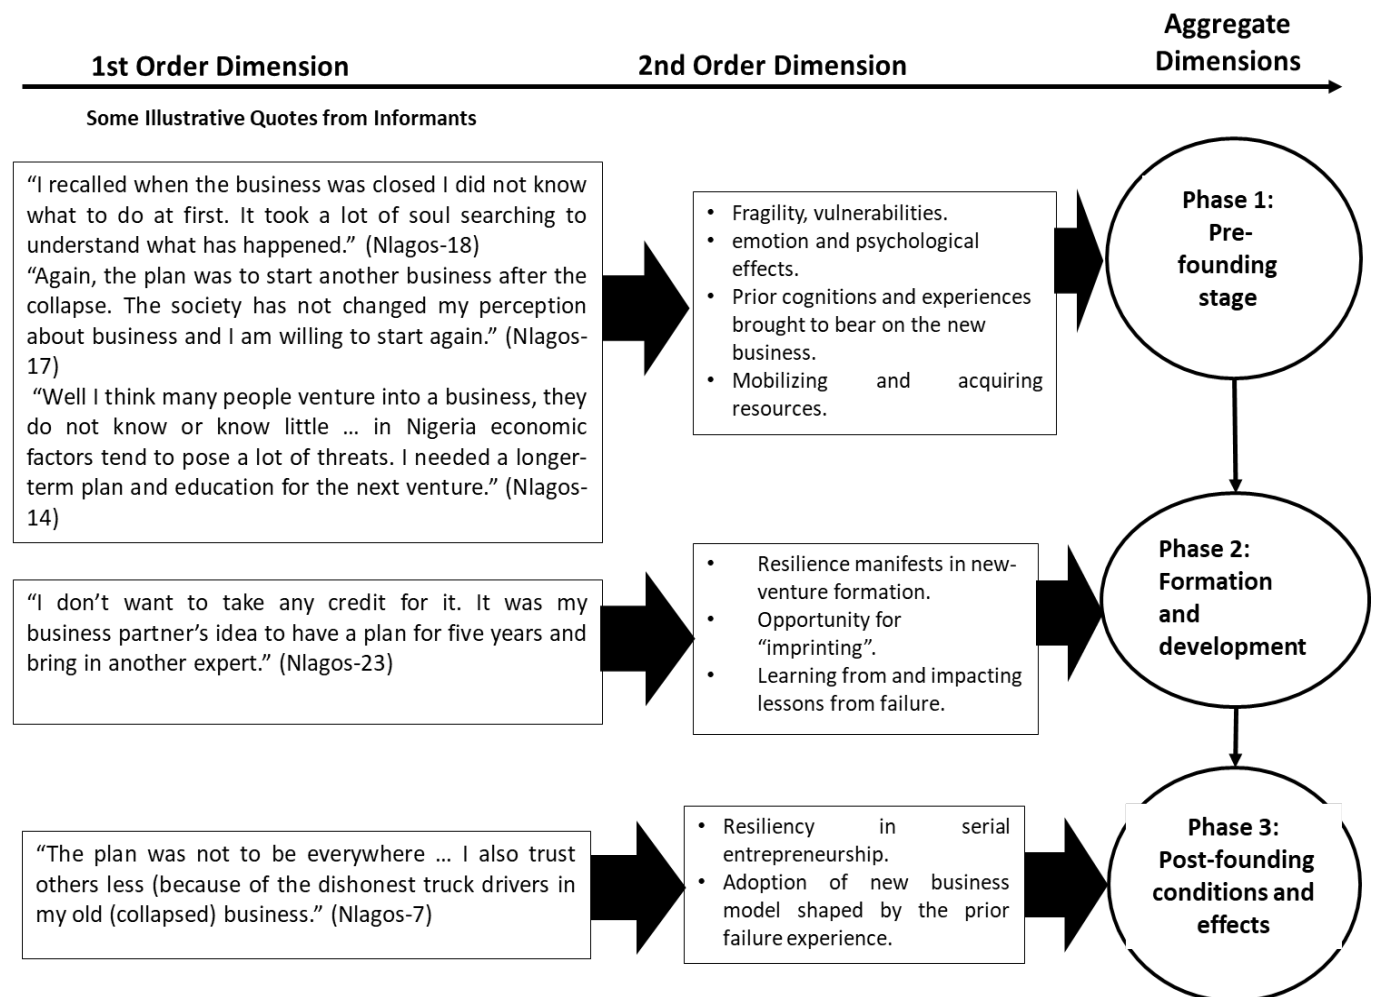 Aggregate
Dimensions
1st Order Dimension
2nd Order Dimension
Some Illustrative Quotes from Informants
“I recalled when the business was closed I did not know
what to do at first. It took a lot of soul searching to
understand what has happened.” (Nlagos-18)
“Again, the plan was to start another business after the
collapse. The society has not changed my perception
about business and I am willing to start again.” (Nlagos-
17)
“Well I think many people venture into a business, they
do not know or know little … in Nigeria economic
factors tend to pose a lot of threats. I needed a longer-
term plan and education for the next venture.” (Nlagos-
14)
• Fragility, vulnerabilities.
• emotion and psychological
effects.
• Prior cognitions and experiences
brought to bear on the new
business.
• Mobilizing and acquiring
resources.
Phase 1:
Pre-
founding
stage
“I don’t want to take any credit for it. It was my
business partner’s idea to have a plan for five years and
bring in another expert.” (Nlagos-23)
• Resilience manifests in new-
venture formation.
• Opportunity for
“imprinting”.
• Learning from and impacting
lessons from failure.
Phase 2:
Formation
and
development
“The plan was not to be everywhere … I also trust
others less (because of the dishonest truck drivers in
my old (collapsed) business.” (Nlagos-7)
• Resiliency in serial
entrepreneurship.
• Adoption of new business
model shaped by the prior
failure experience.
Phase 3:
Post-founding
conditions and
effects